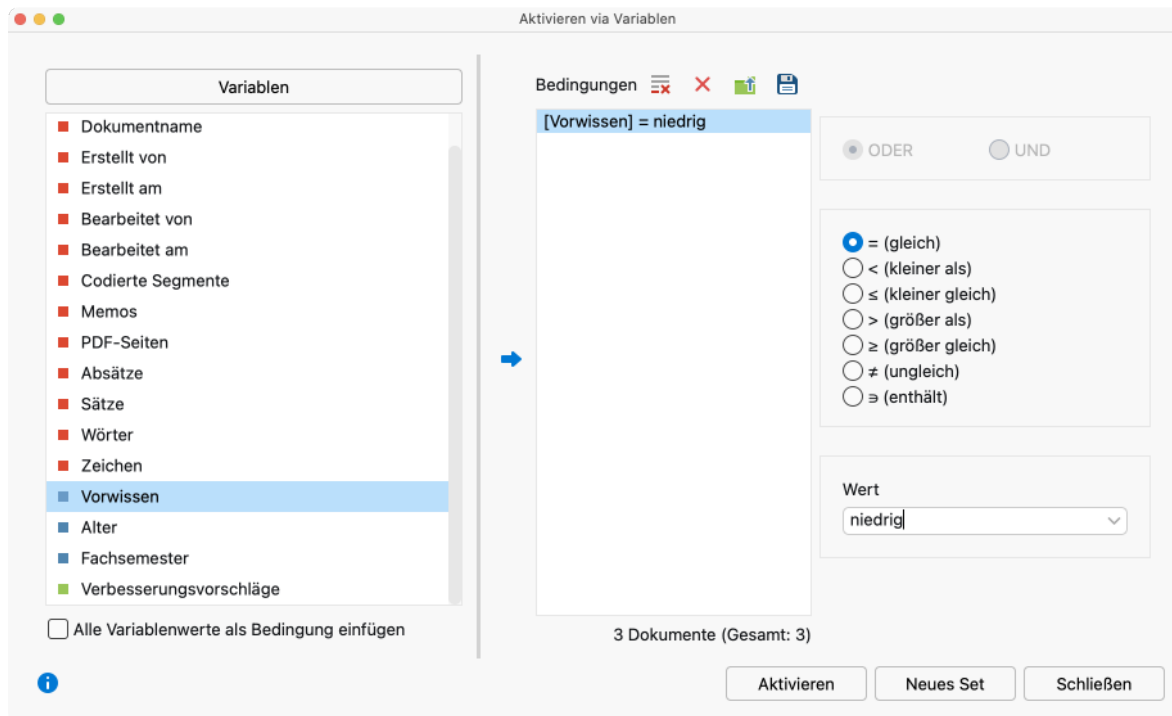 Aktivieren via Variablen
Variablen
Dokumentname
Erstellt von
Erstellt am
Bearbeitet von
Bearbeitet am
Codierte Segmente
Memos
PDF-Seiten
Absätze
Sätze
Wörter
Zeichen
Vorwissen
Alter
Fachsemester
Verbesserungsvorschläge
Alle Variablenwerte als Bedingung einfügen
Bedingungen
[Vorwissen] = niedrig
3 Dokumente (Gesamt: 3)
ODER UND
= (gleich)
< (kleiner als)
≤ (kleiner gleich)
> (größer als)
≥ (größer gleich)
≠ (ungleich)
∍ (enthält)
Wert
niedrig
Aktivieren Neues Set Schließen